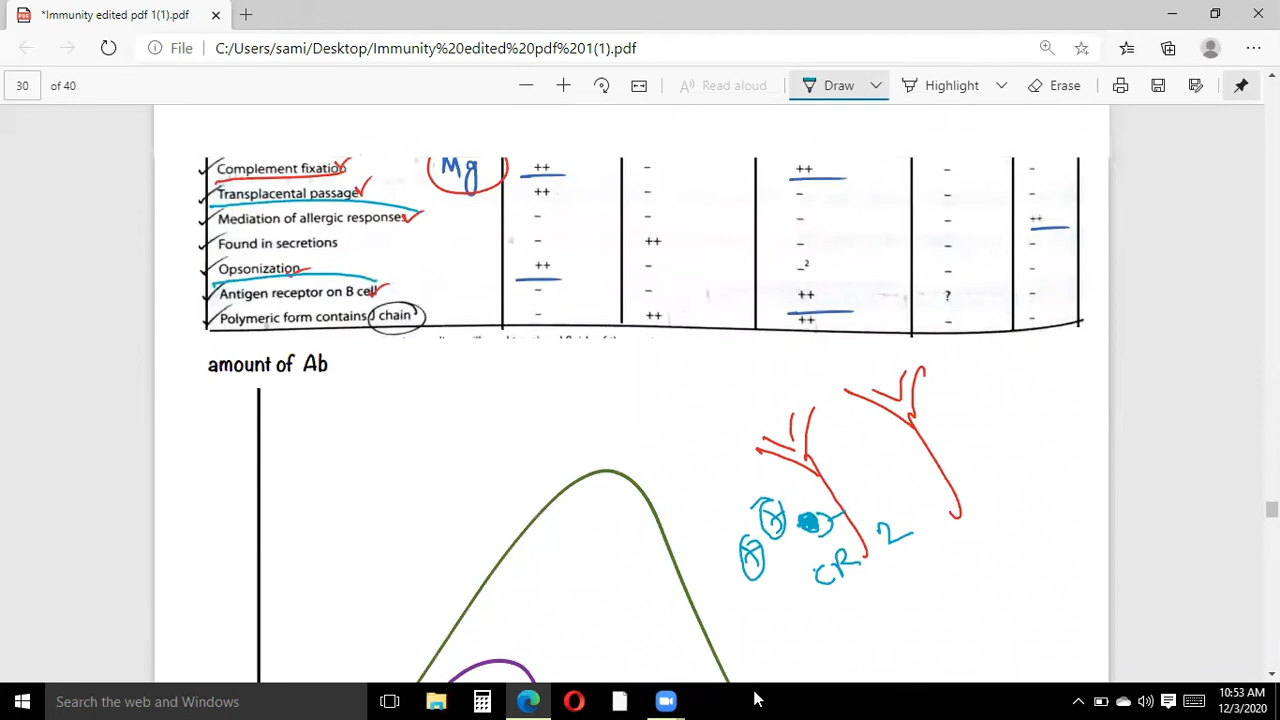 *Immunity edited pdf 1(1).pdf
File C:/Users/sami/Desktop/Immunity%20edited%20pdf%201(1).pdf
30 of 40 Read aloud Draw Highlight Erase
Complement fixation Mg ++ - ++ - -
Transplacental passage ++ - - - -
Mediation of allergic responses - - - - ++
Found in secretions - ++ - - -
Opsonization ++ - -² - -
Antigen receptor on B cell - - ++ ? -
Polymeric form contains J chain - ++ ++ - -
amount of Ab
CR 2
Search the web and Windows
10:53 AM
12/3/2020